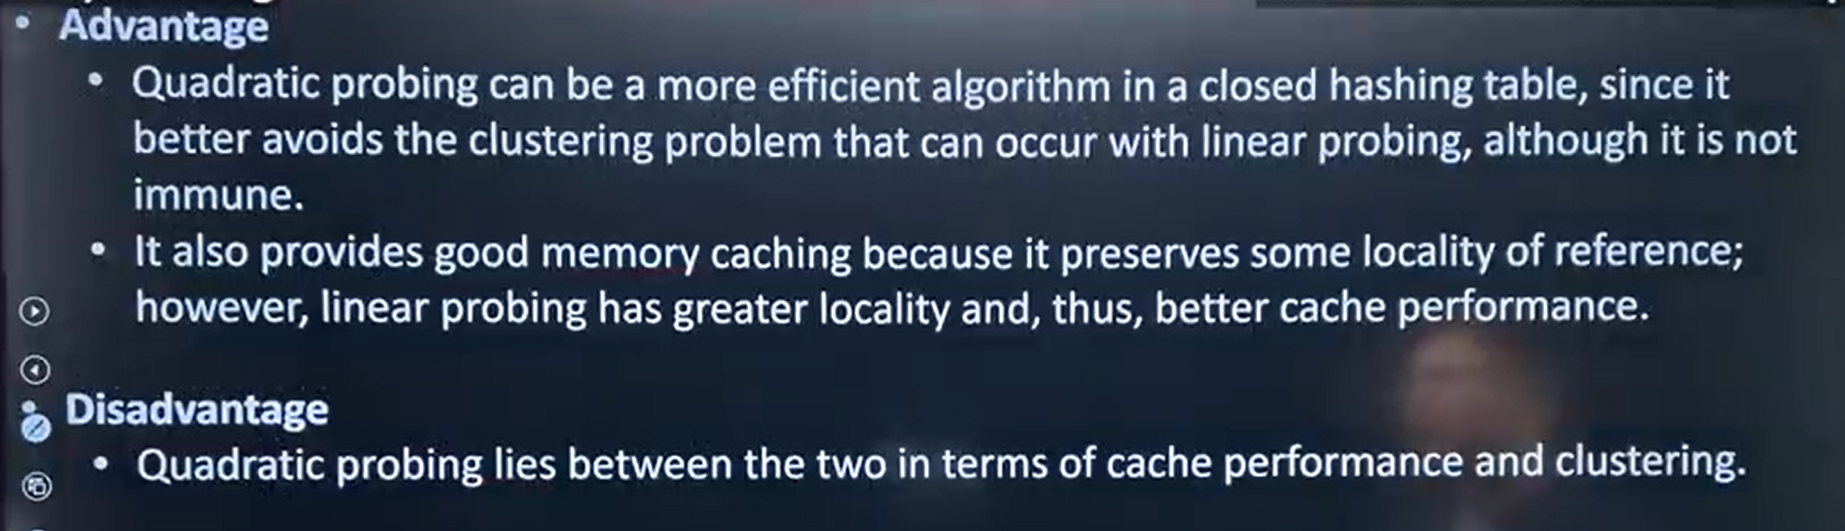 • Advantage
• Quadratic probing can be a more efficient algorithm in a closed hashing table, since it
better avoids the clustering problem that can occur with linear probing, although it is not
immune.
• It also provides good memory caching because it preserves some locality of reference;
however, linear probing has greater locality and, thus, better cache performance.
• Disadvantage
• Quadratic probing lies between the two in terms of cache performance and clustering.